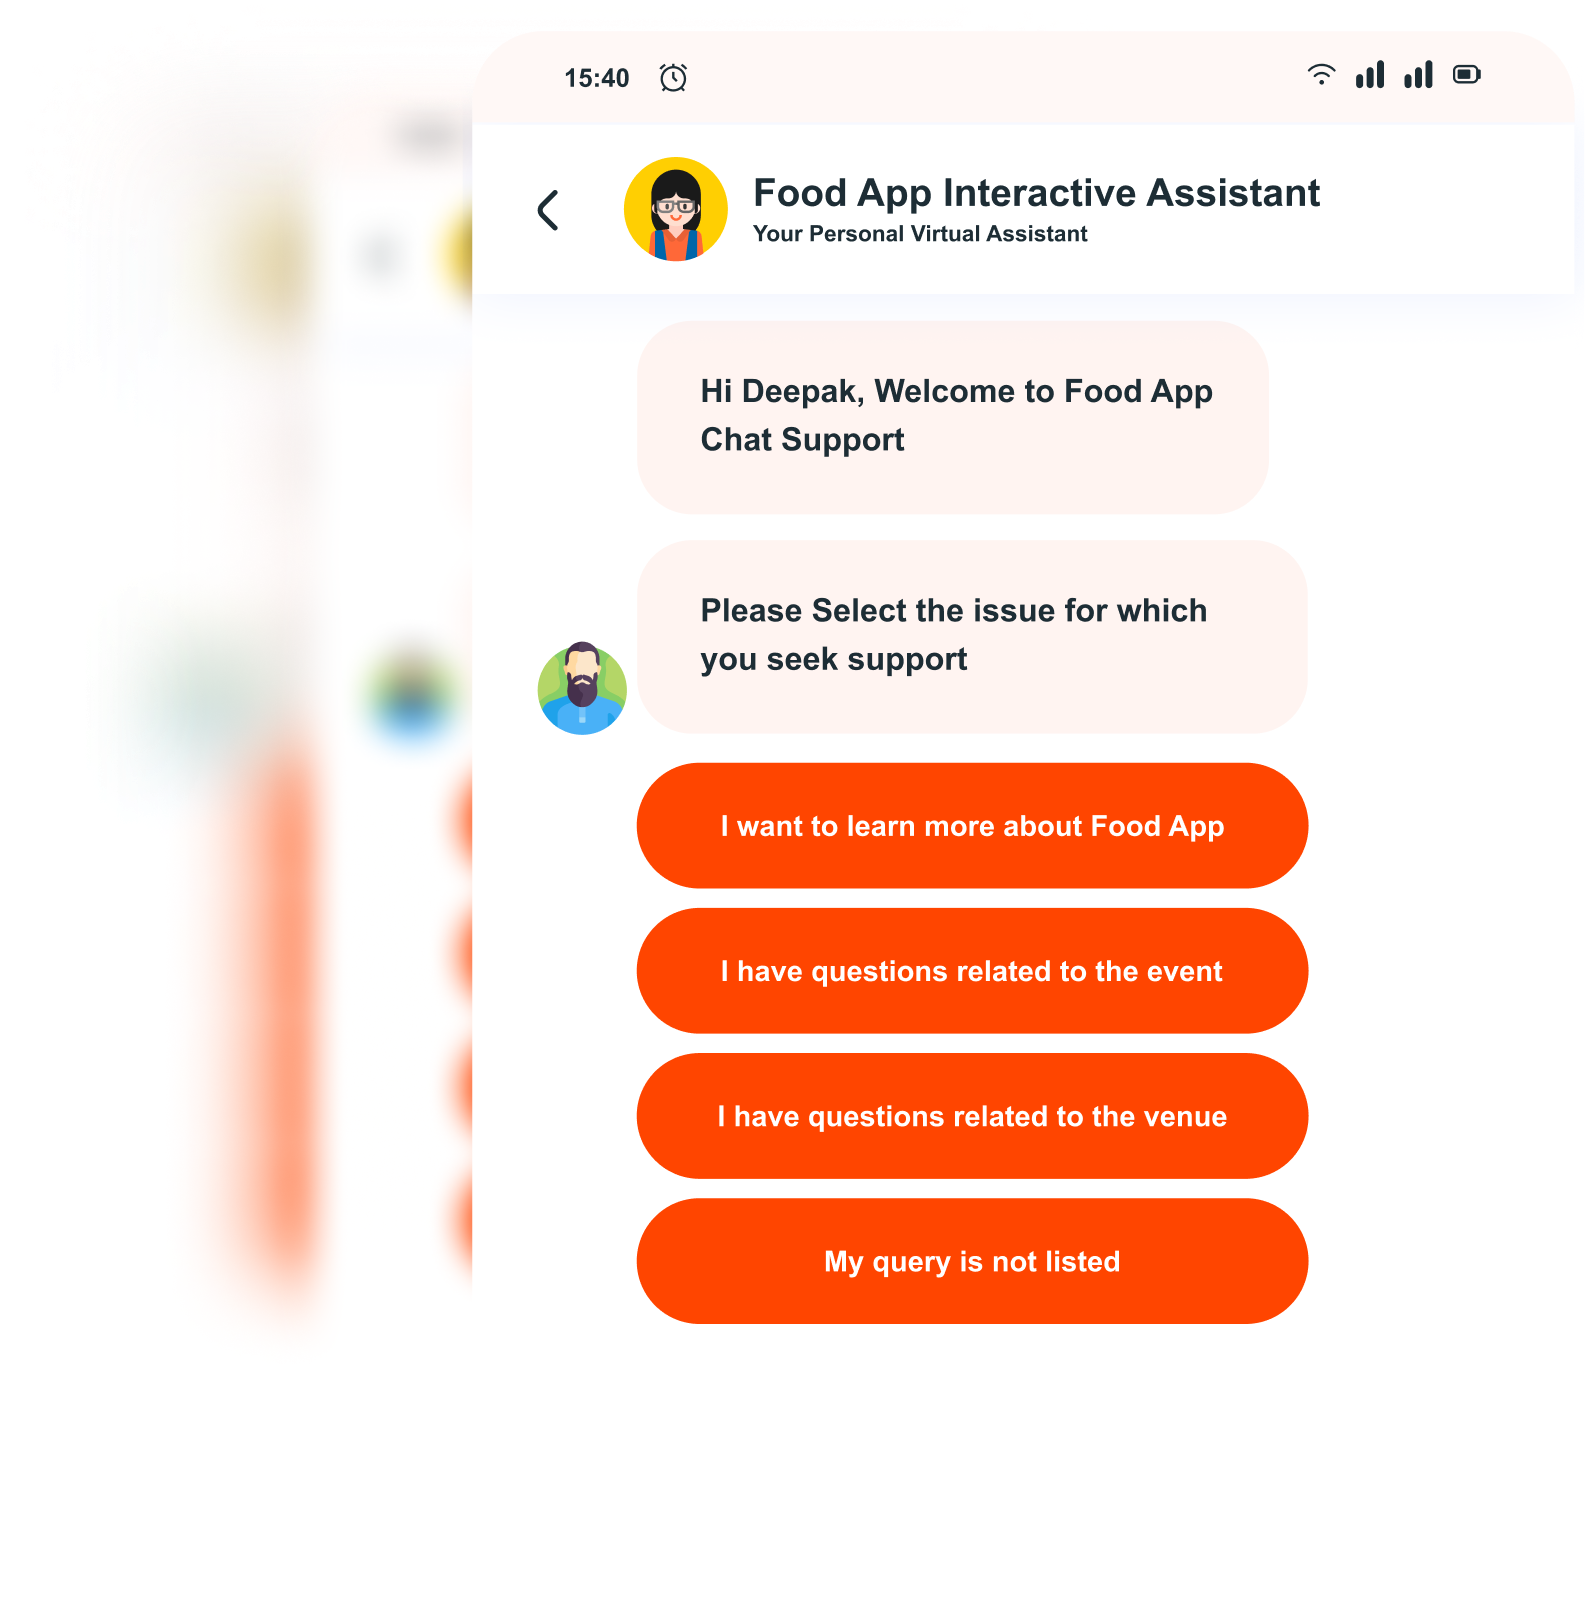 15:40
Food App Interactive Assistant
Your Personal Virtual Assistant
Hi Deepak, Welcome to Food App
Chat Support
Please Select the issue for which
you seek support
I want to learn more about Food App
I have questions related to the event
I have questions related to the venue
My query is not listed